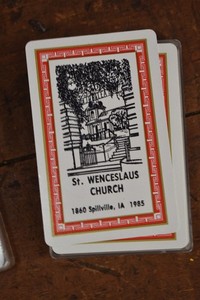 St. WENCESLAUS
CHURCH
1860 Spillville, IA 1985